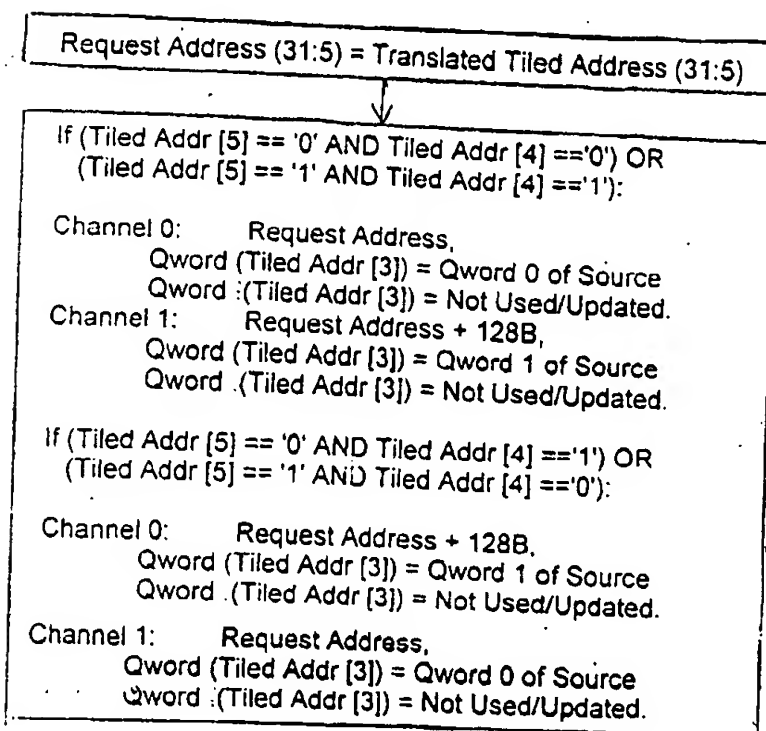 Request Address (31:5) = Translated Tiled Address (31:5)
If (Tiled Addr [5] == '0' AND Tiled Addr [4] =='0') OR
(Tiled Addr [5] == '1' AND Tiled Addr [4] =='1'):
Channel 0: Request Address,
Qword (Tiled Addr [3]) = Qword 0 of Source
Qword :(Tiled Addr [3]) = Not Used/Updated.
Channel 1: Request Address + 128B,
Qword (Tiled Addr [3]) = Qword 1 of Source
Qword .(Tiled Addr [3]) = Not Used/Updated.
If (Tiled Addr [5] == '0' AND Tiled Addr [4] =='1') OR
(Tiled Addr [5] == '1' AND Tiled Addr [4] =='0'):
Channel 0: Request Address + 128B,
Qword (Tiled Addr [3]) = Qword 1 of Source
Qword .(Tiled Addr [3]) = Not Used/Updated.
Channel 1: Request Address,
Qword (Tiled Addr [3]) = Qword 0 of Source
Qword :(Tiled Addr [3]) = Not Used/Updated.